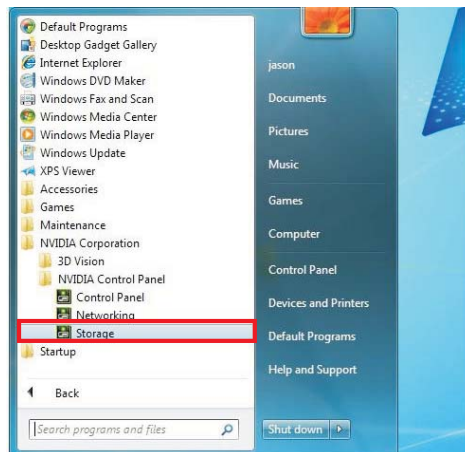 Default Programs
Desktop Gadget Gallery
Internet Explorer
Windows DVD Maker
Windows Fax and Scan
Windows Media Center
Windows Media Player
Windows Update
XPS Viewer
Accessories
Games
Maintenance
NVIDIA Corporation
3D Vision
NVIDIA Control Panel
Control Panel
Networking
Storage
Startup
Back
Search programs and files
jason
Documents
Pictures
Music
Games
Computer
Control Panel
Devices and Printers
Default Programs
Help and Support
Shut down